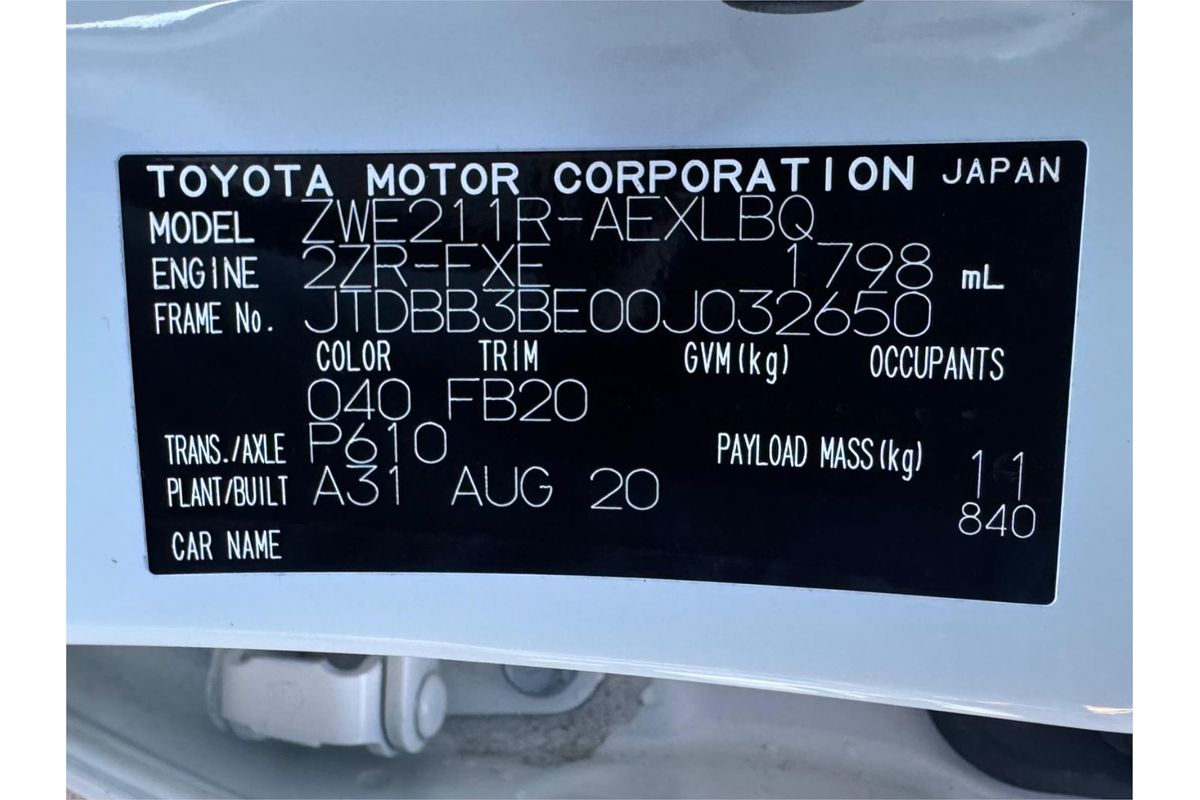 TOYOTA MOTOR CORPORATION JAPAN
MODEL ZWE211R-AEXLBQ
ENGINE 2ZR-FXE 1798 mL
FRAME No. JTDBB3BE00J032650
COLOR TRIM GVM(kg) OCCUPANTS
040 FB20
TRANS./AXLE P610 PAYLOAD MASS(kg) 11
PLANT/BUILT A31 AUG 20 840
CAR NAME